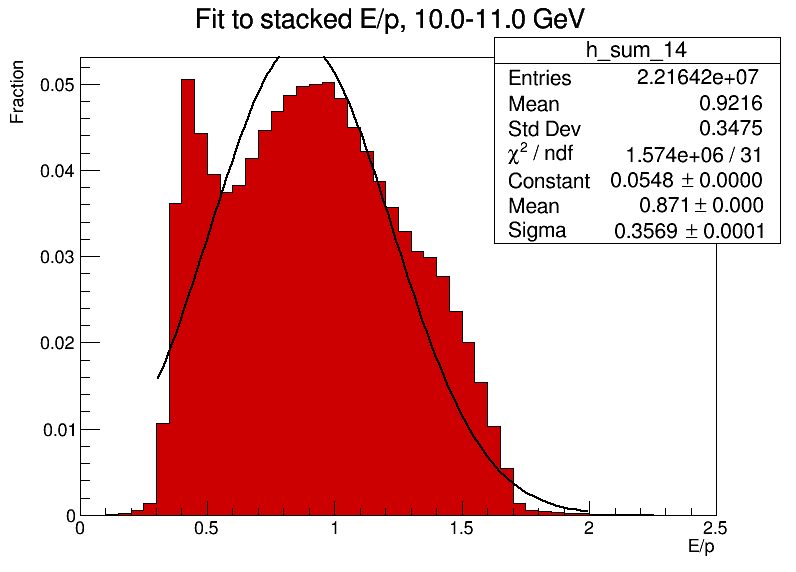 Fit to stacked E/p, 10.0-11.0 GeV
h_sum_14
Entries 2.21642e+07
Mean 0.9216
Std Dev 0.3475
χ² / ndf 1.574e+06 / 31
Constant 0.0548 ± 0.0000
Mean 0.871 ± 0.000
Sigma 0.3569 ± 0.0001
Fraction
0.05
0.04
0.03
0.02
0.01
0
0 0.5 1 1.5 2 2.5
E/p